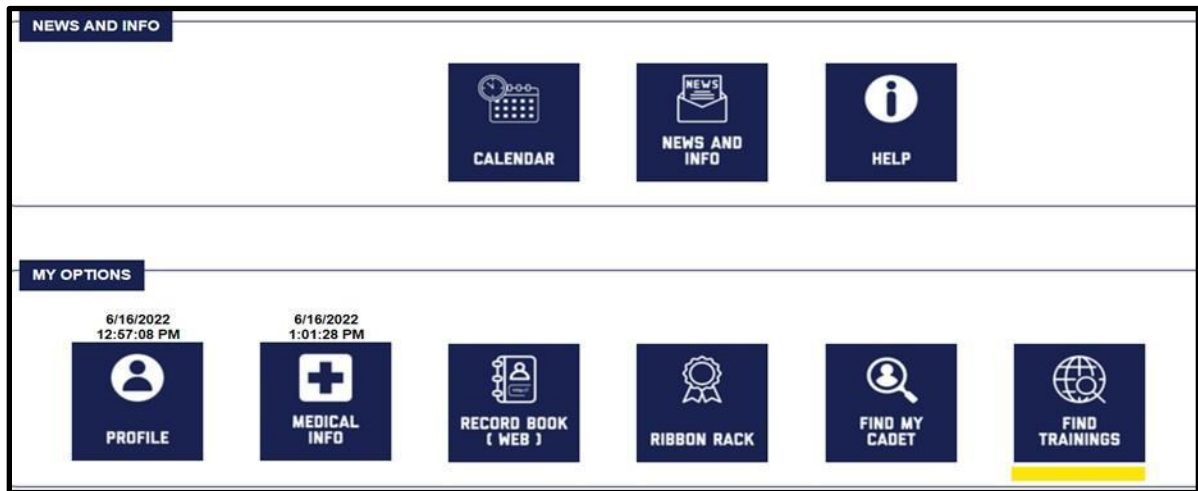 NEWS AND INFO
NEWS
CALENDAR
NEWS AND
INFO
HELP
MY OPTIONS
6/16/2022
12:57:08 PM
6/16/2022
1:01:28 PM
PROFILE
MEDICAL
INFO
RECORD BOOK
( WEB )
RIBBON RACK
FIND MY
CADET
FIND
TRAININGS